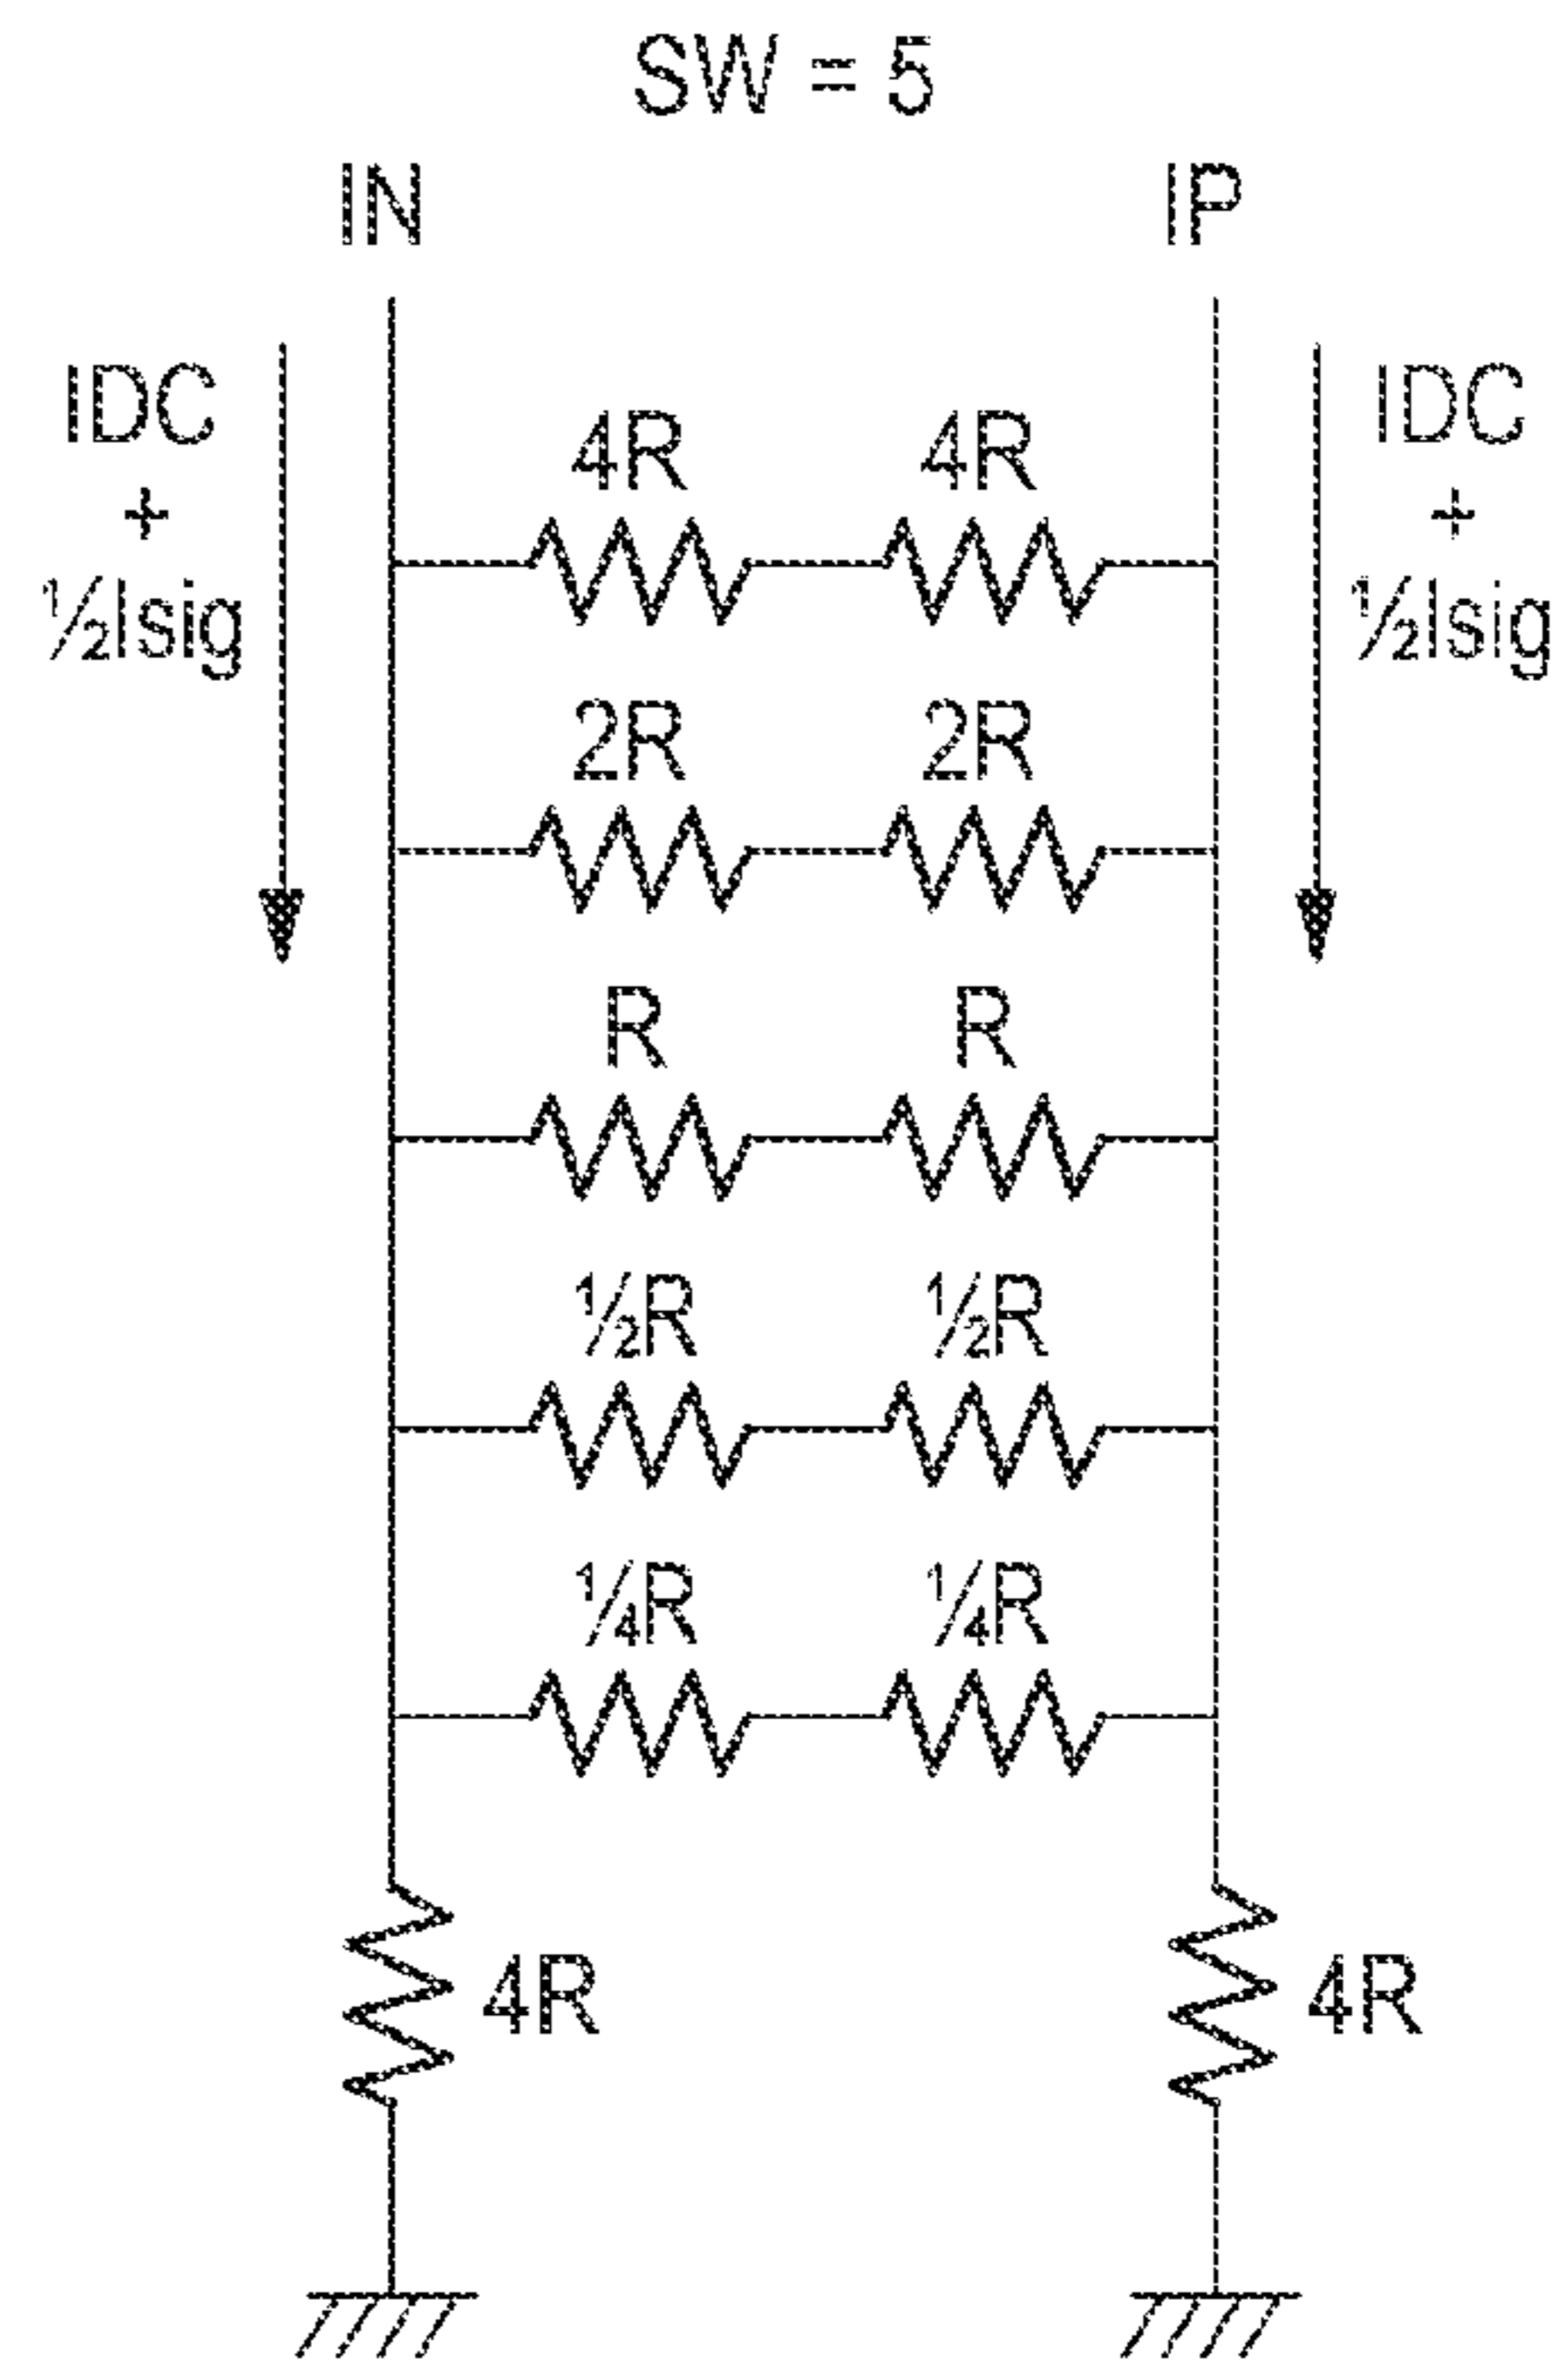 SW = 5
IN IP
IDC
+
½Isig
IDC
+
½Isig
4R 4R
2R 2R
R R
½R ½R
¼R ¼R
4R 4R